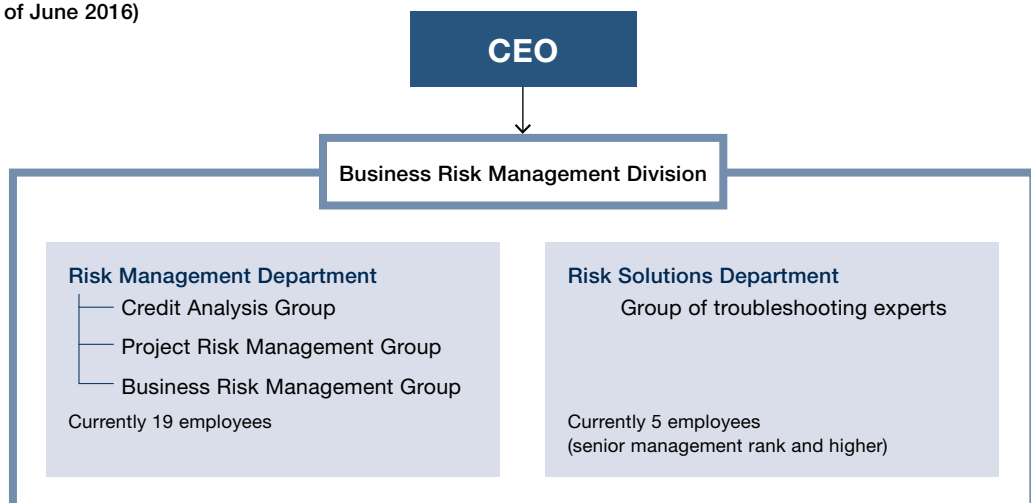 of June 2016)
CEO
Business Risk Management Division
Risk Management Department
Credit Analysis Group
Project Risk Management Group
Business Risk Management Group
Currently 19 employees
Risk Solutions Department
Group of troubleshooting experts
Currently 5 employees
(senior management rank and higher)